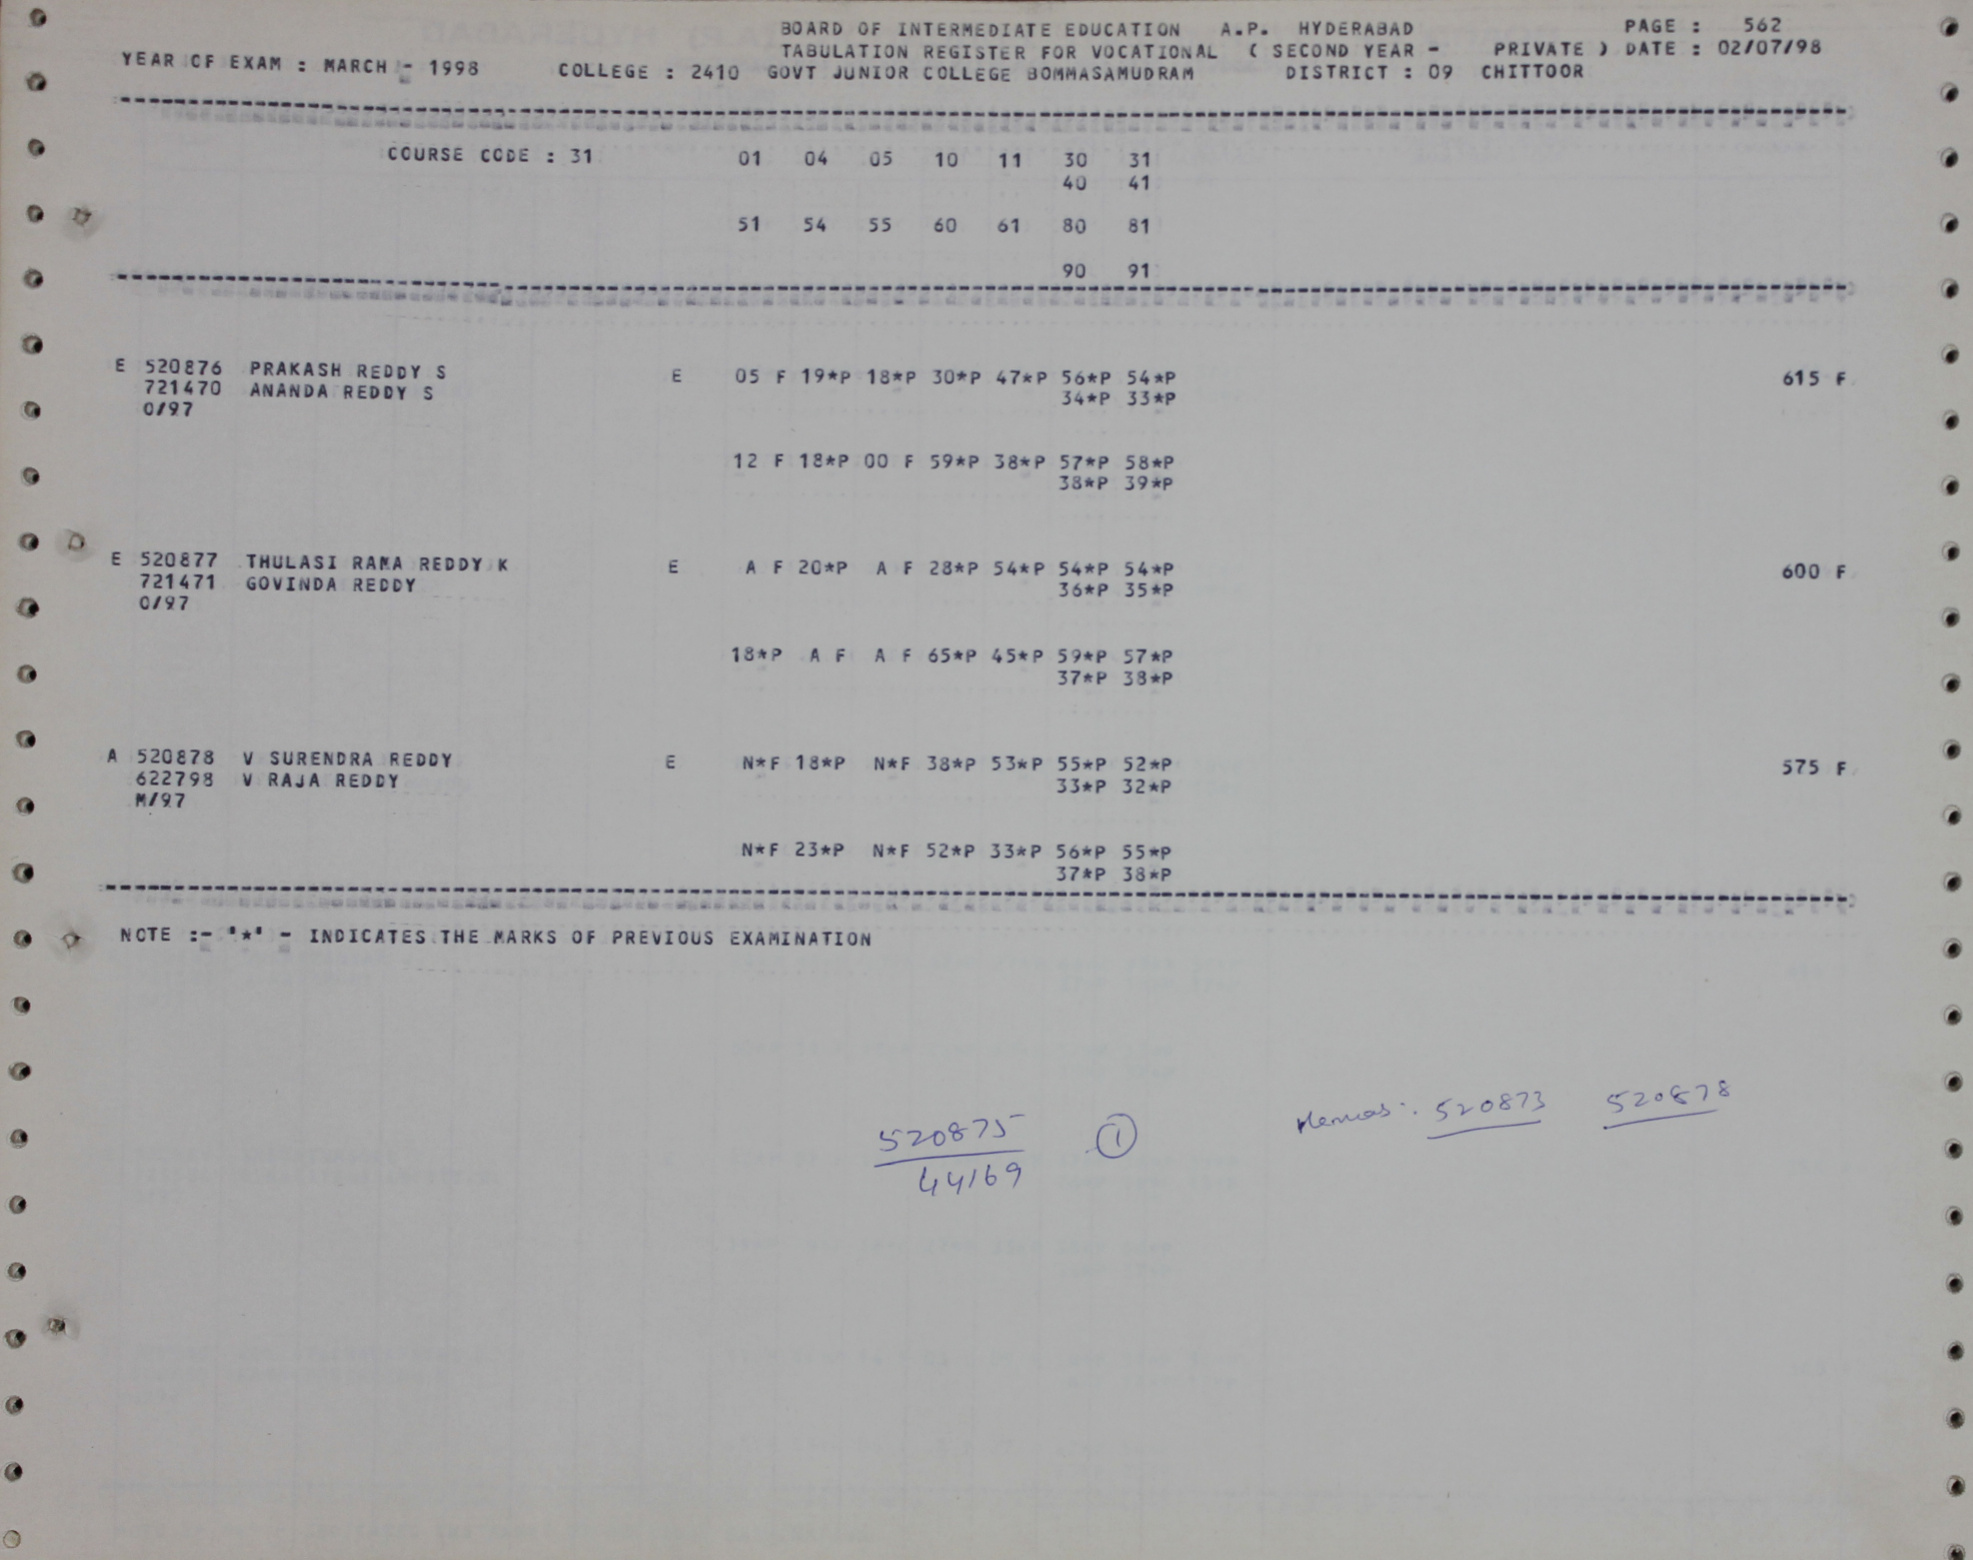 BOARD OF INTERMEDIATE EDUCATION A.P. HYDERABAD PAGE : 562
TABULATION REGISTER FOR VOCATIONAL ( SECOND YEAR - PRIVATE ) DATE : 02/07/98
YEAR OF EXAM : MARCH - 1998 COLLEGE : 2410 GOVT JUNIOR COLLEGE BOMMASAMUDRAM DISTRICT : 09 CHITTOOR
COURSE CODE : 31 01 04 05 10 11 30 31
40 41
51 54 55 60 61 80 81
90 91
E 520876 PRAKASH REDDY S E 05 F 19*P 18*P 30*P 47*P 56*P 54*P 615 F
721470 ANANDA REDDY S 34*P 33*P
O/97
12 F 18*P 00 F 59*P 38*P 57*P 58*P
38*P 39*P
E 520877 THULASI RAMA REDDY K E A F 20*P A F 28*P 54*P 54*P 54*P 600 F
721471 GOVINDA REDDY 36*P 35*P
O/97
18*P A F A F 65*P 45*P 59*P 57*P
37*P 38*P
A 520878 V SURENDRA REDDY E N*F 18*P N*F 38*P 53*P 55*P 52*P 575 F
622798 V RAJA REDDY 33*P 32*P
M/97
N*F 23*P N*F 52*P 33*P 56*P 55*P
37*P 38*P
NOTE :- '*' - INDICATES THE MARKS OF PREVIOUS EXAMINATION
520873 520878
520875 1
44169